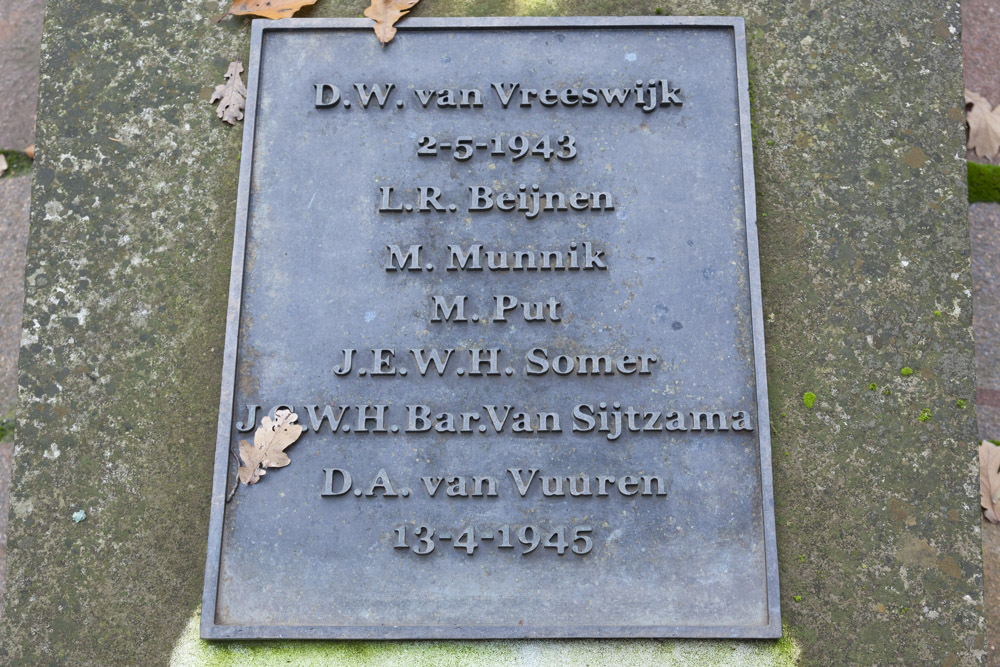 D.W. van Vreeswijk
2-5-1943
L.R. Beijnen
M. Munnik
M. Put
J.E.W.H. Somer
J. W.H.Bar.Van Sijtzama
D.A. van Vuuren
13-4-1945